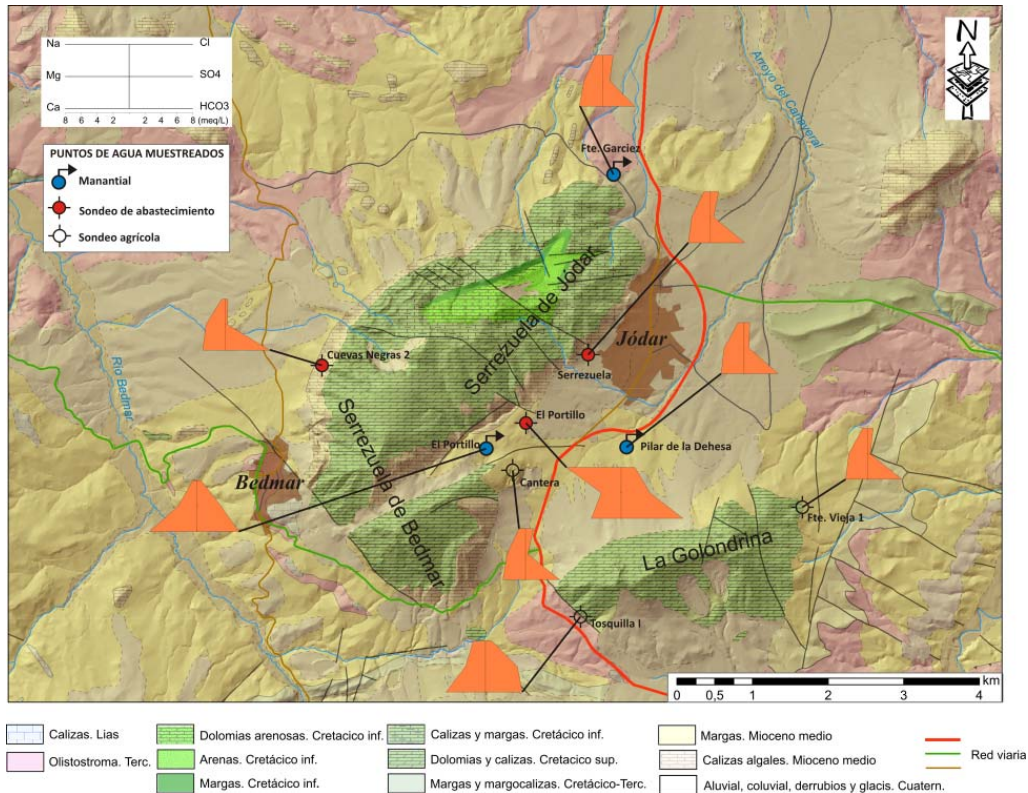 Na Cl
Mg SO4
Ca HCO3
8 6 4 2 2 4 6 8 (meq/L)
PUNTOS DE AGUA MUESTREADOS
Manantial
Sondeo de abastecimiento
Sondeo agrícola
N
Arroyo del Cañaveral
Fte. Garciez
Serrezuela de Jódar
Jódar
Serrezuela
Cuevas Negras 2
Río Bedmar
El Portillo
El Portillo
Pilar de la Dehesa
Serrezuela de Bedmar
Bedmar
Cantera
Fte. Vieja 1
La Golondrina
Tosquilla I
km
0 0,5 1 2 3 4
Calizas. Lias
Olistostroma. Terc.
Dolomias arenosas. Cretacico inf.
Arenas. Cretácico inf.
Margas. Cretácico inf.
Calizas y margas. Cretácico inf.
Dolomias y calizas. Cretacico sup.
Margas y margocalizas. Cretácico-Terc.
Margas. Mioceno medio
Calizas algales. Mioceno medio
Aluvial, coluvial, derrubios y glacis. Cuatern.
Red viaria